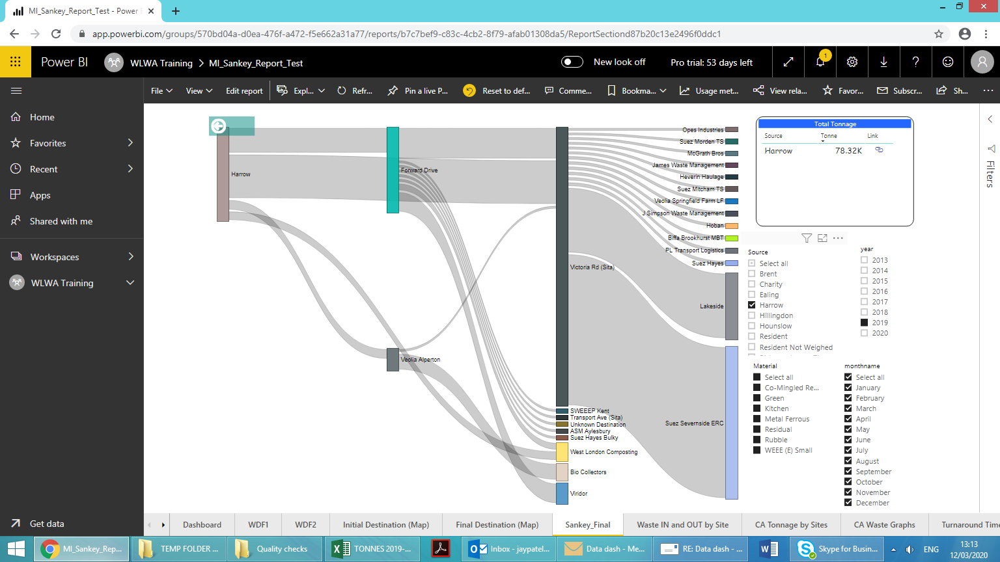 MI_Sankey_Report_Test - Power
app.powerbi.com/groups/570bd04a-d0ea-476f-a472-f5e662a31a77/reports/b7c7bef9-c83c-4cb2-8f79-afab01308da5/ReportSectiond87b20c13e2496f0ddc1
Power BI
WLWA Training > MI_Sankey_Report_Test
New look off
Pro trial: 53 days left
1
File
View
Edit report
Expl...
Refr...
Pin a live P...
Reset to def...
Comme...
Bookma...
Usage met...
View rela...
Favor...
Subscr...
Sh...
Home
Favorites
Recent
Apps
Shared with me
Workspaces
WLWA Training
Get data
Harrow
Forward Drive
Veolia Alperton
Victoria Rd (Sita)
SWEEEP Kent
Transport Ave (Sita)
Unknown Destination
ASM Aylesbury
Suez Hayes Bulky
West London Composting
Bio Collectors
Viridor
Opes Industries
Suez Morden TS
McGrath Bros
James Waste Management
Heverin Haulage
Suez Mitcham TS
Veolia Springfield Farm LF
J Simpson Waste Management
Hoban
Biffa Brookhurst MBT
PL Transport Logistics
Suez Hayes
Lakeside
Suez Severnside ERC
Total Tonnage
Source Tonne Link
Harrow 78.32K
Filters
Source
Select all
Brent
Charity
Ealing
Harrow
Hillingdon
Hounslow
Resident
Resident Not Weighed
year
2013
2014
2015
2016
2017
2018
2019
2020
Material
Select all
Co-Mingled Re...
Green
Kitchen
Metal Ferrous
Residual
Rubble
WEEE (E) Small
monthname
Select all
January
February
March
April
May
June
July
August
September
October
November
December
Dashboard
WDF1
WDF2
Initial Destination (Map)
Final Destination (Map)
Sankey_Final
Waste IN and OUT by Site
CA Tonnage by Sites
CA Waste Graphs
Turnaround Time
MI_Sankey_Rep...
TEMP FOLDER ...
Quality checks
TONNES 2019-...
Inbox - jaypatel...
Data dash - Me...
RE: Data dash - ...
Skype for Busin...
ENG
13:13
12/03/2020